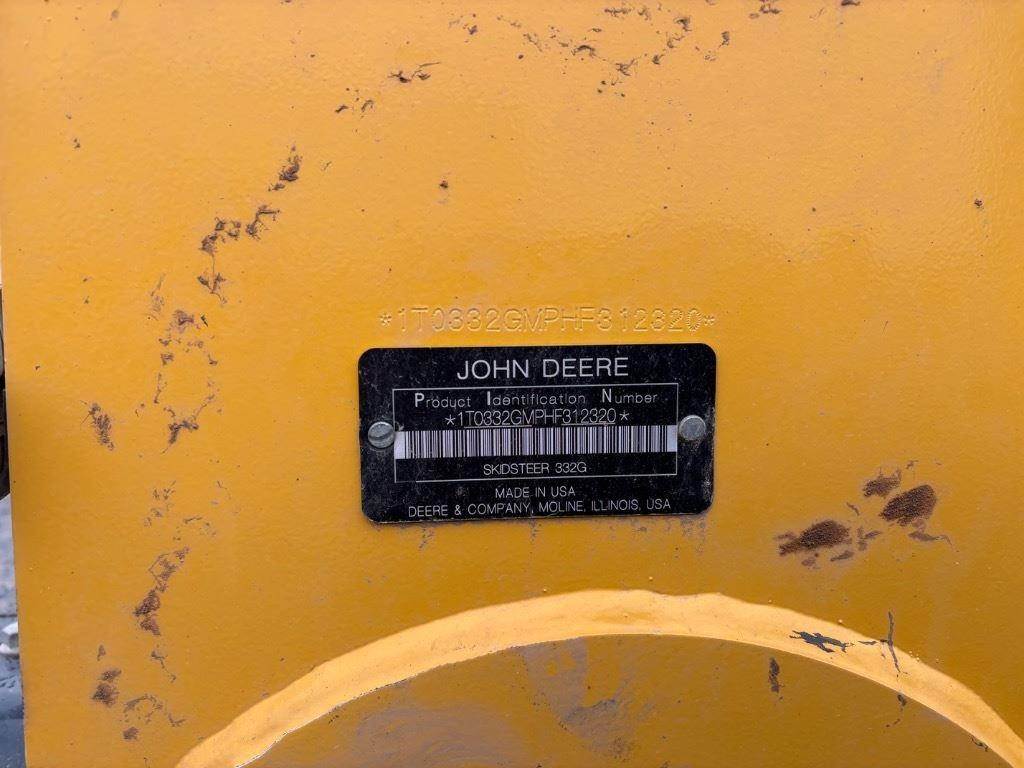 *1T0332GMPHF312320*
JOHN DEERE
Product Identification Number
*1T0332GMPHF312320*
SKIDSTEER 332G
MADE IN USA
DEERE & COMPANY, MOLINE, ILLINOIS, USA